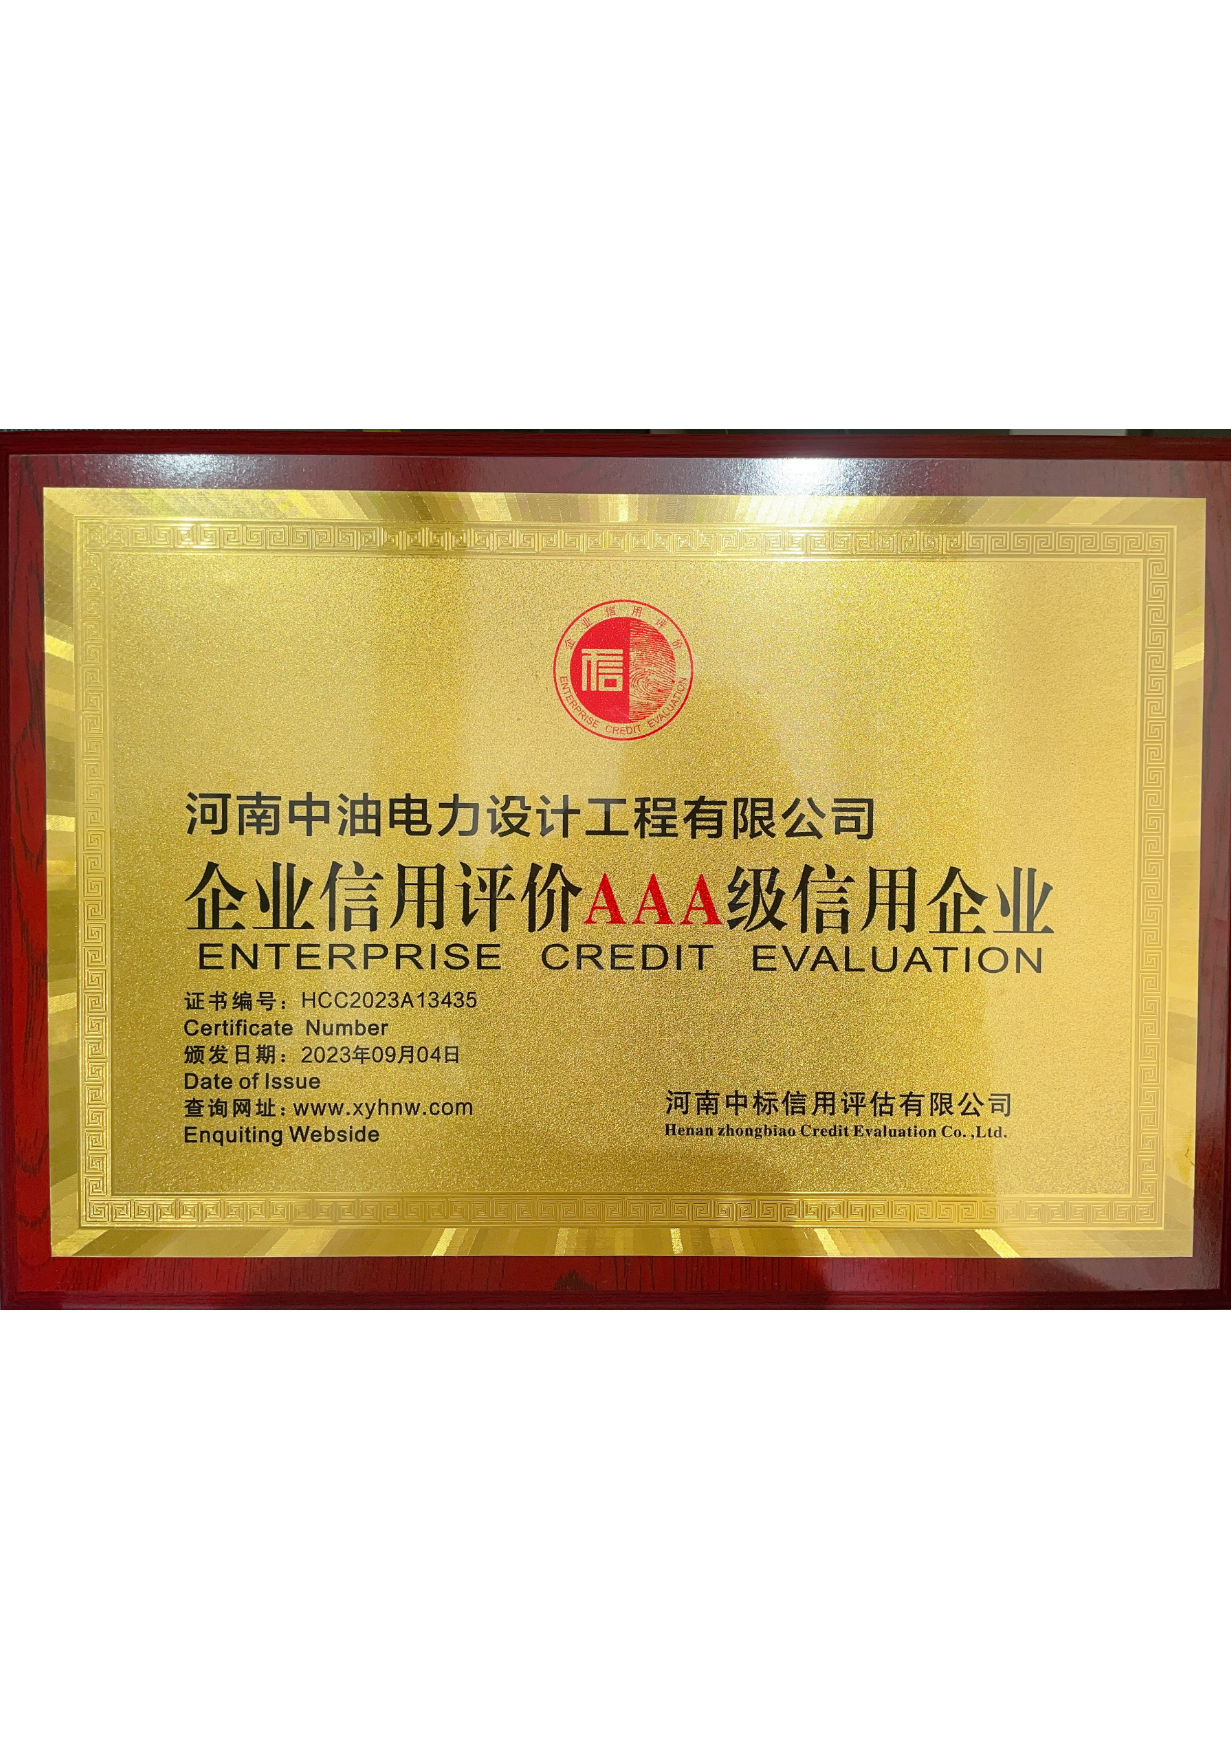 企业信用评价
信
ENTERPRISE CREDIT EVALUATION
河南中油电力设计工程有限公司
企业信用评价AAA级信用企业
ENTERPRISE CREDIT EVALUATION
证书编号：HCC2023A13435
Certificate Number
颁发日期：2023年09月04日
Date of Issue
查询网址：www.xyhnw.com
Enquiting Webside
河南中标信用评估有限公司
Henan zhongbiao Credit Evaluation Co.,Ltd.